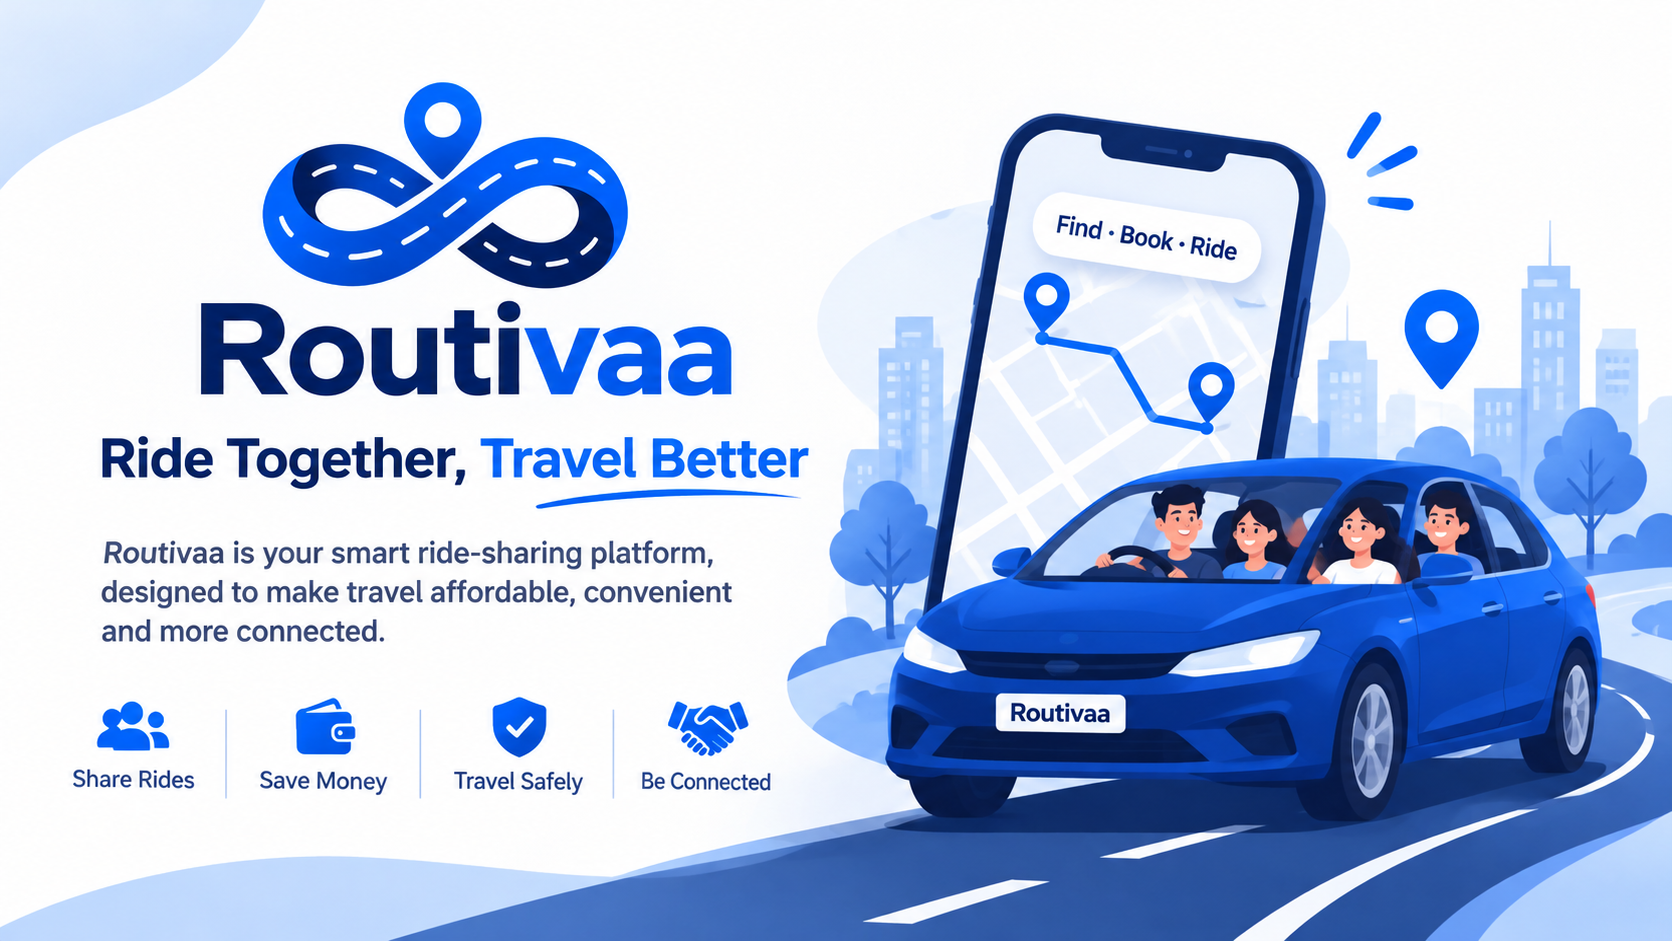 Routivaa
Ride Together, Travel Better
Routivaa is your smart ride-sharing platform,
designed to make travel affordable, convenient
and more connected.
Share Rides
Save Money
Travel Safely
Be Connected
Find · Book · Ride
Routivaa